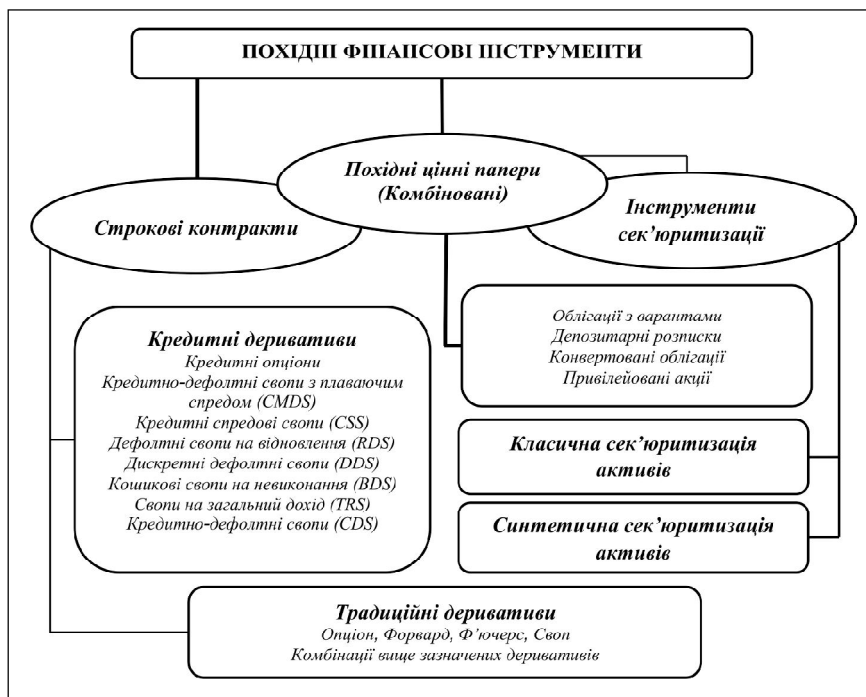 ПОХІДНІ ФІНАНСОВІ ІНСТРУМЕНТИ
Похідні цінні папери
(Комбіновані)
Строкові контракти
Інструменти
сек’юритизації
Кредитні деривативи
Кредитні опціони
Кредитно-дефолтні свопи з плаваючим
спредом (CMDS)
Кредитні спредові свопи (CSS)
Дефолтні свопи на відновлення (RDS)
Дискретні дефолтні свопи (DDS)
Кошикові свопи на невиконання (BDS)
Свопи на загальний дохід (TRS)
Кредитно-дефолтні свопи (CDS)
Облігації з варантами
Депозитарні розписки
Конвертовані облігації
Привілейовані акції
Класична сек’юритизація
активів
Синтетична сек’юритизація
активів
Традиційні деривативи
Опціон, Форвард, Ф’ючерс, Своп
Комбінації вище зазначених деривативів